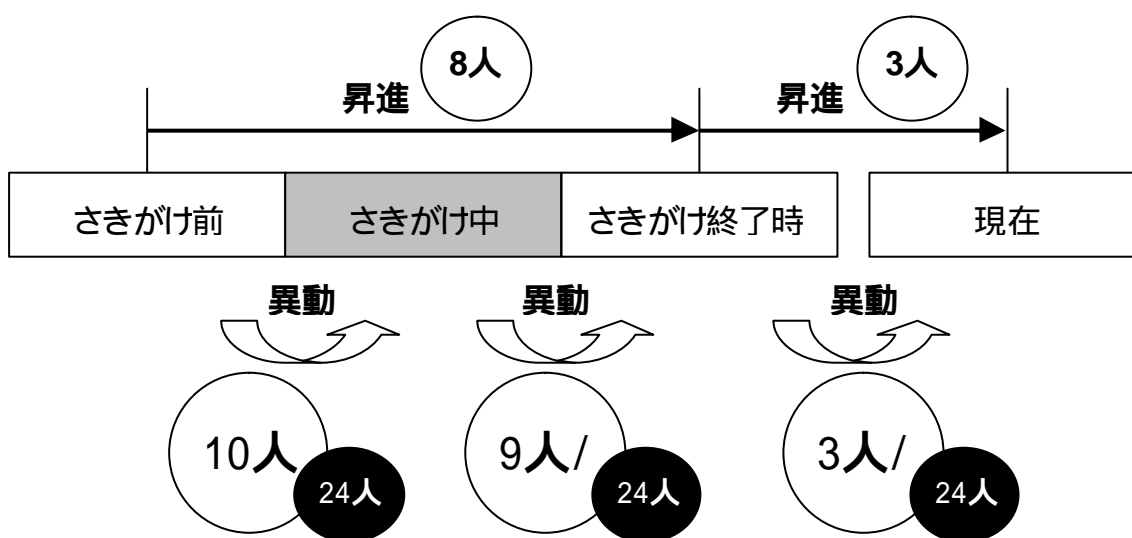 8人
3人
昇進
昇進
さきがけ前
さきがけ中
さきがけ終了時
現在
異動
異動
異動
10人
24人
9人/
24人
3人/
24人